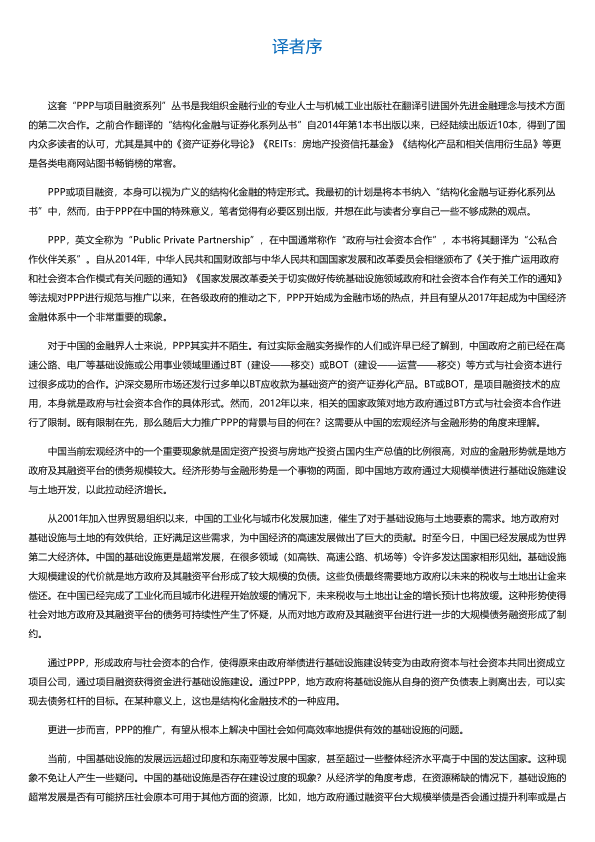 译者序
这套“PPP与项目融资系列”丛书是我组织金融行业的专业人士与机械工业出版社在翻译引进国外先进金融理念与技术方面
的第二次合作。之前合作翻译的“结构化金融与证券化系列丛书”自2014年第1本书出版以来，已经陆续出版近10本，得到了国
内众多读者的认可，尤其是其中的《资产证券化导论》《REITs：房地产投资信托基金》《结构化产品和相关信用衍生品》等更
是各类电商网站图书畅销榜的常客。
PPP或项目融资，本身可以视为广义的结构化金融的特定形式。我最初的计划是将本书纳入“结构化金融与证券化系列丛
书”中，然而，由于PPP在中国的特殊意义，笔者觉得有必要区别出版，并想在此与读者分享自己一些不够成熟的观点。
PPP，英文全称为“Public Private Partnership”，在中国通常称作“政府与社会资本合作”，本书将其翻译为“公私合
作伙伴关系”。自从2014年，中华人民共和国财政部与中华人民共和国国家发展和改革委员会相继颁布了《关于推广运用政府
和社会资本合作模式有关问题的通知》《国家发展改革委关于切实做好传统基础设施领域政府和社会资本合作有关工作的通知》
等法规对PPP进行规范与推广以来，在各级政府的推动之下，PPP开始成为金融市场的热点，并且有望从2017年起成为中国经济
金融体系中一个非常重要的现象。
对于中国的金融界人士来说，PPP其实并不陌生。有过实际金融实务操作的人们或许早已经了解到，中国政府之前已经在高
速公路、电厂等基础设施或公用事业领域里通过BT（建设——移交）或BOT（建设——运营——移交）等方式与社会资本进行
过很多成功的合作。沪深交易所市场还发行过多单以BT应收款为基础资产的资产证券化产品。BT或BOT，是项目融资技术的应
用，本身就是政府与社会资本合作的具体形式。然而，2012年以来，相关的国家政策对地方政府通过BT方式与社会资本合作进
行了限制。既有限制在先，那么随后大力推广PPP的背景与目的何在？这需要从中国的宏观经济与金融形势的角度来理解。
中国当前宏观经济中的一个重要现象就是固定资产投资与房地产投资占国内生产总值的比例很高，对应的金融形势就是地方
政府及其融资平台的债务规模较大。经济形势与金融形势是一个事物的两面，即中国地方政府通过大规模举债进行基础设施建设
与土地开发，以此拉动经济增长。
从2001年加入世界贸易组织以来，中国的工业化与城市化发展加速，催生了对于基础设施与土地要素的需求。地方政府对
基础设施与土地的有效供给，正好满足这些需求，为中国经济的高速发展做出了巨大的贡献。时至今日，中国已经发展成为世界
第二大经济体。中国的基础设施更是超常发展，在很多领域（如高铁、高速公路、机场等）令许多发达国家相形见绌。基础设施
大规模建设的代价就是地方政府及其融资平台形成了较大规模的负债。这些负债最终需要地方政府以未来的税收与土地出让金来
偿还。在中国已经完成了工业化而且城市化进程开始放缓的情况下，未来税收与土地出让金的增长预计也将放缓。这种形势使得
社会对地方政府及其融资平台的债务可持续性产生了怀疑，从而对地方政府及其融资平台进行进一步的大规模债务融资形成了制
约。
通过PPP，形成政府与社会资本的合作，使得原来由政府举债进行基础设施建设转变为由政府资本与社会资本共同出资成立
项目公司，通过项目融资获得资金进行基础设施建设。通过PPP，地方政府将基础设施从自身的资产负债表上剥离出去，可以实
现去债务杠杆的目标。在某种意义上，这也是结构化金融技术的一种应用。
更进一步而言，PPP的推广，有望从根本上解决中国社会如何高效率地提供有效的基础设施的问题。
当前，中国基础设施的发展远远超过印度和东南亚等发展中国家，甚至超过一些整体经济水平高于中国的发达国家。这种现
象不免让人产生一些疑问。中国的基础设施是否存在建设过度的现象？从经济学的角度考虑，在资源稀缺的情况下，基础设施的
超常发展是否有可能挤压社会原本可用于其他方面的资源，比如，地方政府通过融资平台大规模举债是否会通过提升利率或是占